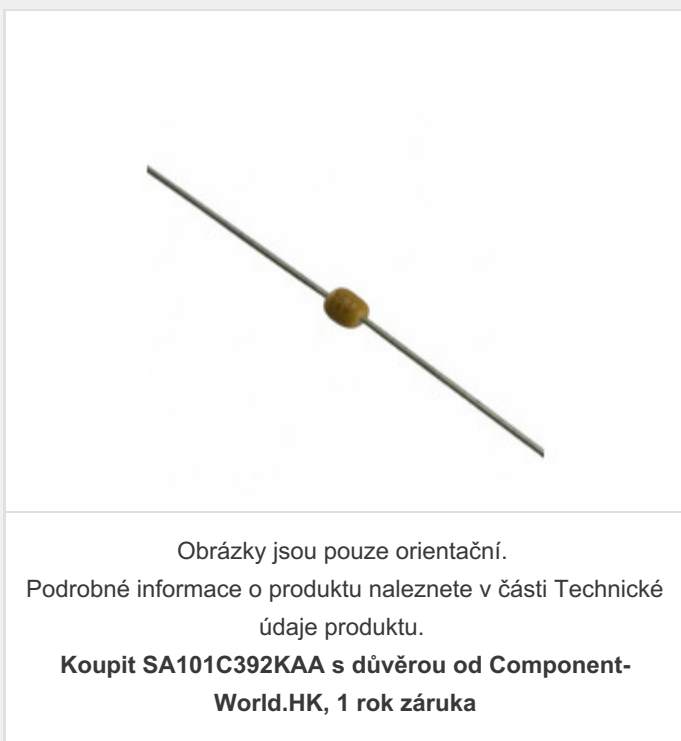 Obrázky jsou pouze orientační.
Podrobné informace o produktu naleznete v části Technické
údaje produktu.
Koupit SA101C392KAA s důvěrou od Component-
World.HK, 1 rok záruka